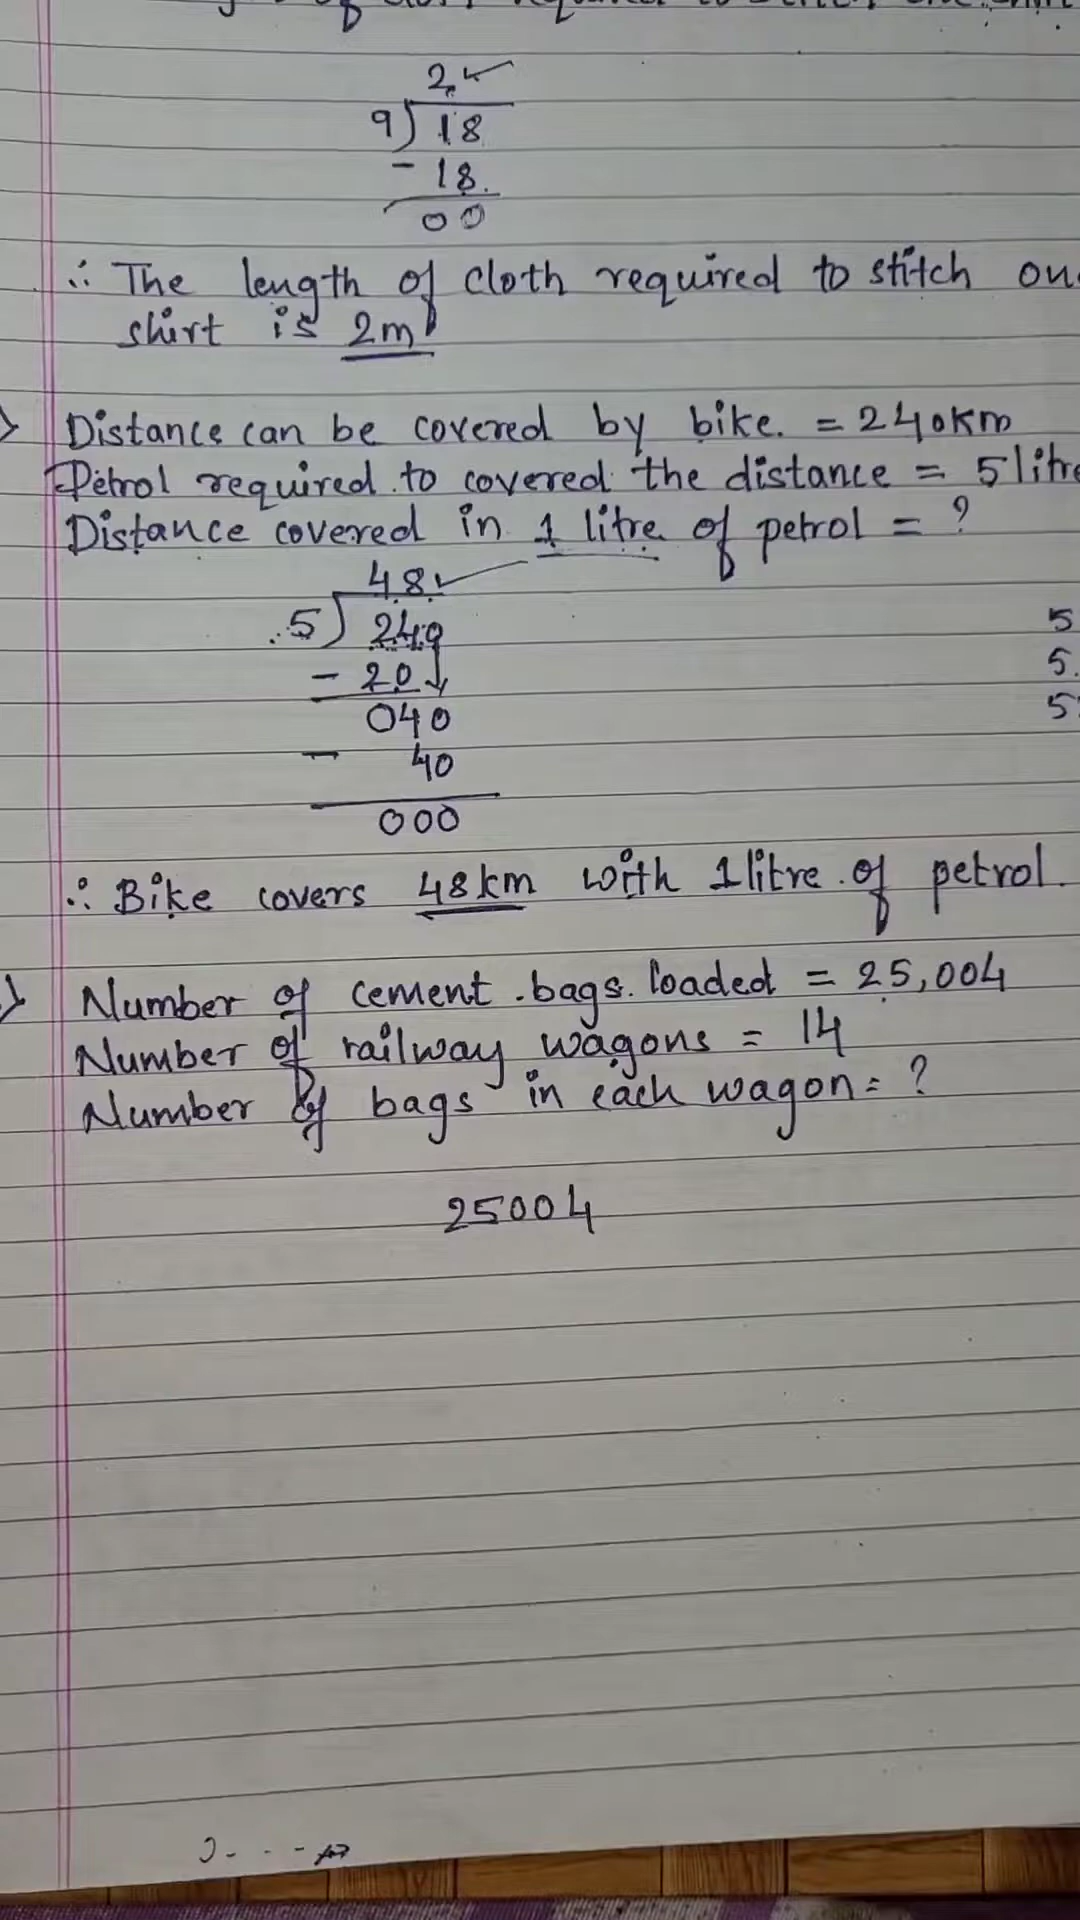 2
9) 18
- 18
00
∴ The length of cloth required to stitch
shirt is 2m
Distance can be covered by bike. = 240km
Petrol required to covered the distance = 5 litre
Distance covered in 1 litre of petrol = ?
48
5) 240
- 20
040
- 40
000
5
5
5
∴ Bike covers 48km with 1 litre of petrol.
Number of cement bags loaded = 25,004
Number of railway wagons = 14
Number of bags in each wagon = ?
25004